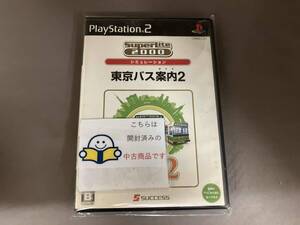 PlayStation 2
superlite
2000
シミュレーション
東京バス案内2
こちらは
開封済みの
中古商品です
2
B
SUCCESS